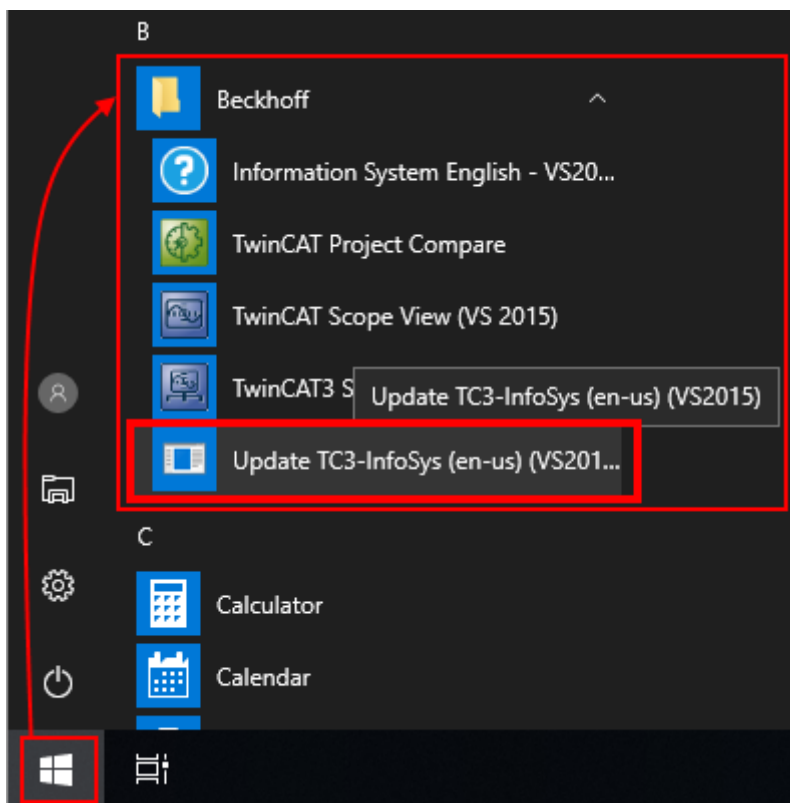 B
Beckhoff
Information System English - VS20...
TwinCAT Project Compare
TwinCAT Scope View (VS 2015)
TwinCAT3 S
Update TC3-InfoSys (en-us) (VS2015)
Update TC3-InfoSys (en-us) (VS201...
C
Calculator
Calendar